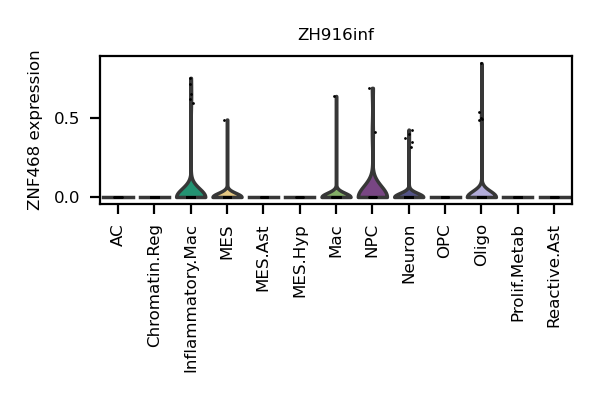 ZH916inf
ZNF468 expression
0.5
0.0
AC
Chromatin.Reg
Inflammatory.Mac
MES
MES.Ast
MES.Hyp
Mac
NPC
Neuron
OPC
Oligo
Prolif.Metab
Reactive.Ast